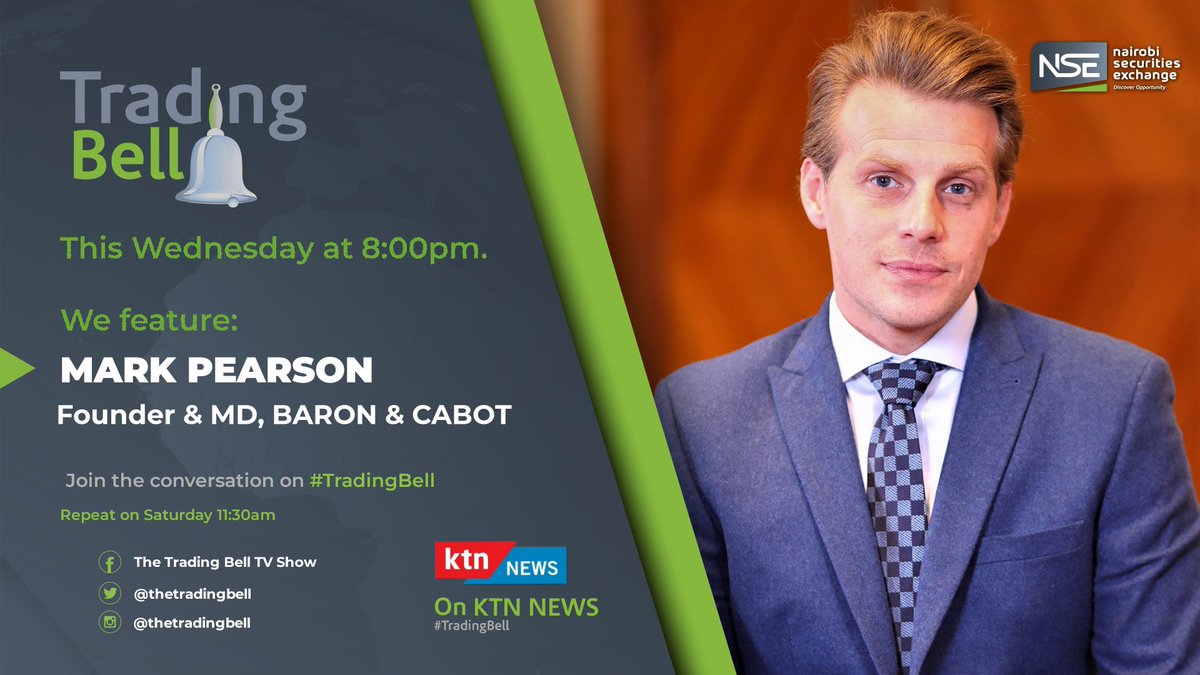 Trading
Bell
This Wednesday at 8:00pm.
We feature:
MARK PEARSON
Founder & MD, BARON & CABOT
Join the conversation on #TradingBell
Repeat on Saturday 11:30am
The Trading Bell TV Show
@thetradingbell
@thetradingbell
ktn NEWS
On KTN NEWS
#TradingBell
NSE
nairobi
securities
exchange
Discover Opportunity